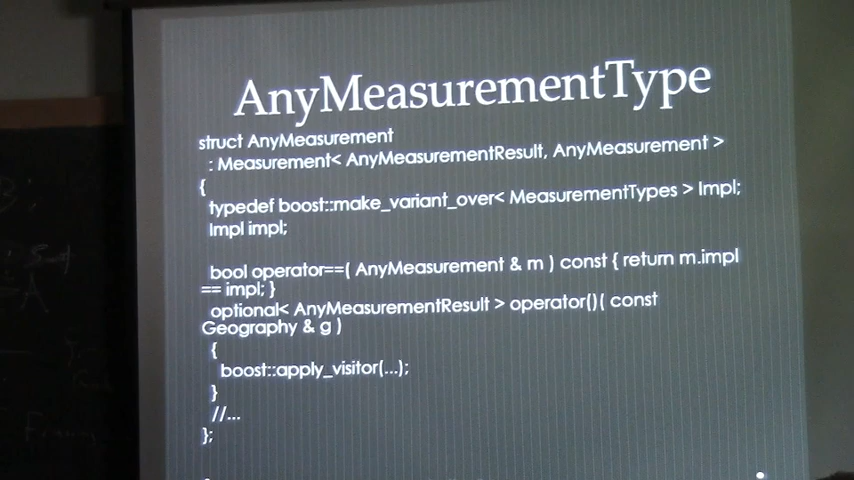 AnyMeasurementType
struct AnyMeasurement
: Measurement< AnyMeasurementResult, AnyMeasurement >
{
typedef boost::make_variant_over< MeasurementTypes > Impl;
Impl impl;
bool operator==( AnyMeasurement & m ) const { return m.impl
== impl; }
optional< AnyMeasurementResult > operator()( const
Geography & g )
{
boost::apply_visitor(...);
}
//...
};